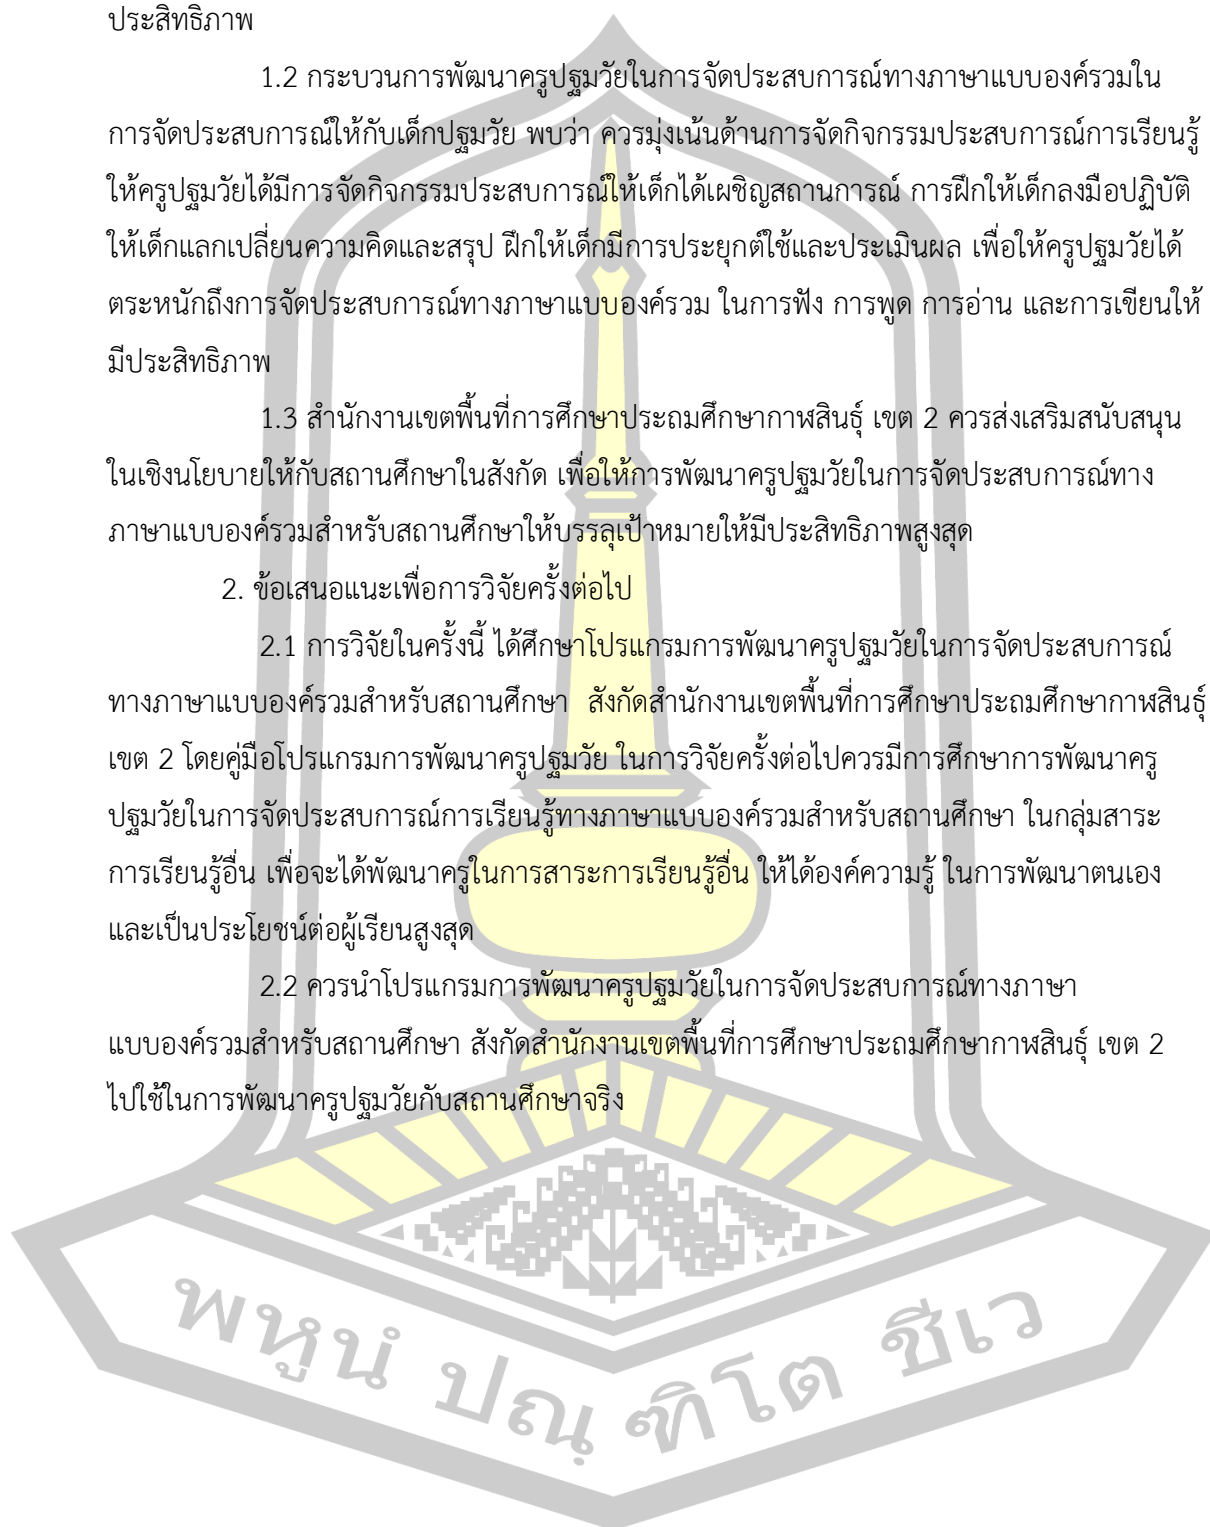 ประสิทธิภาพ
1.2 กระบวนการพัฒนาครูปฐมวัยในการจัดประสบการณ์ทางภาษาแบบองค์รวมใน
การจัดประสบการณ์ให้กับเด็กปฐมวัย พบว่า ควรมุ่งเน้นด้านการจัดกิจกรรมประสบการณ์การเรียนรู้
ให้ครูปฐมวัยได้มีการจัดกิจกรรมประสบการณ์ให้เด็กได้เผชิญสถานการณ์ การฝึกให้เด็กลงมือปฏิบัติ
ให้เด็กแลกเปลี่ยนความคิดและสรุป ฝึกให้เด็กมีการประยุกต์ใช้และประเมินผล เพื่อให้ครูปฐมวัยได้
ตระหนักถึงการจัดประสบการณ์ทางภาษาแบบองค์รวม ในการฟัง การพูด การอ่าน และการเขียนให้
มีประสิทธิภาพ
1.3 สำนักงานเขตพื้นที่การศึกษาประถมศึกษากาฬสินธุ์ เขต 2 ควรส่งเสริมสนับสนุน
ในเชิงนโยบายให้กับสถานศึกษาในสังกัด เพื่อให้การพัฒนาครูปฐมวัยในการจัดประสบการณ์ทาง
ภาษาแบบองค์รวมสำหรับสถานศึกษาให้บรรลุเป้าหมายให้มีประสิทธิภาพสูงสุด
2. ข้อเสนอแนะเพื่อการวิจัยครั้งต่อไป
2.1 การวิจัยในครั้งนี้ ได้ศึกษาโปรแกรมการพัฒนาครูปฐมวัยในการจัดประสบการณ์
ทางภาษาแบบองค์รวมสำหรับสถานศึกษา สังกัดสำนักงานเขตพื้นที่การศึกษาประถมศึกษากาฬสินธุ์
เขต 2 โดยคู่มือโปรแกรมการพัฒนาครูปฐมวัย ในการวิจัยครั้งต่อไปควรมีการศึกษาการพัฒนาครู
ปฐมวัยในการจัดประสบการณ์การเรียนรู้ทางภาษาแบบองค์รวมสำหรับสถานศึกษา ในกลุ่มสาระ
การเรียนรู้อื่น เพื่อจะได้พัฒนาครูในการสาระการเรียนรู้อื่น ให้ได้องค์ความรู้ ในการพัฒนาตนเอง
และเป็นประโยชน์ต่อผู้เรียนสูงสุด
2.2 ควรนำโปรแกรมการพัฒนาครูปฐมวัยในการจัดประสบการณ์ทางภาษา
แบบองค์รวมสำหรับสถานศึกษา สังกัดสำนักงานเขตพื้นที่การศึกษาประถมศึกษากาฬสินธุ์ เขต 2
ไปใช้ในการพัฒนาครูปฐมวัยกับสถานศึกษาจริง
พหูนํ ปณฺ ฑิโต ชีเว